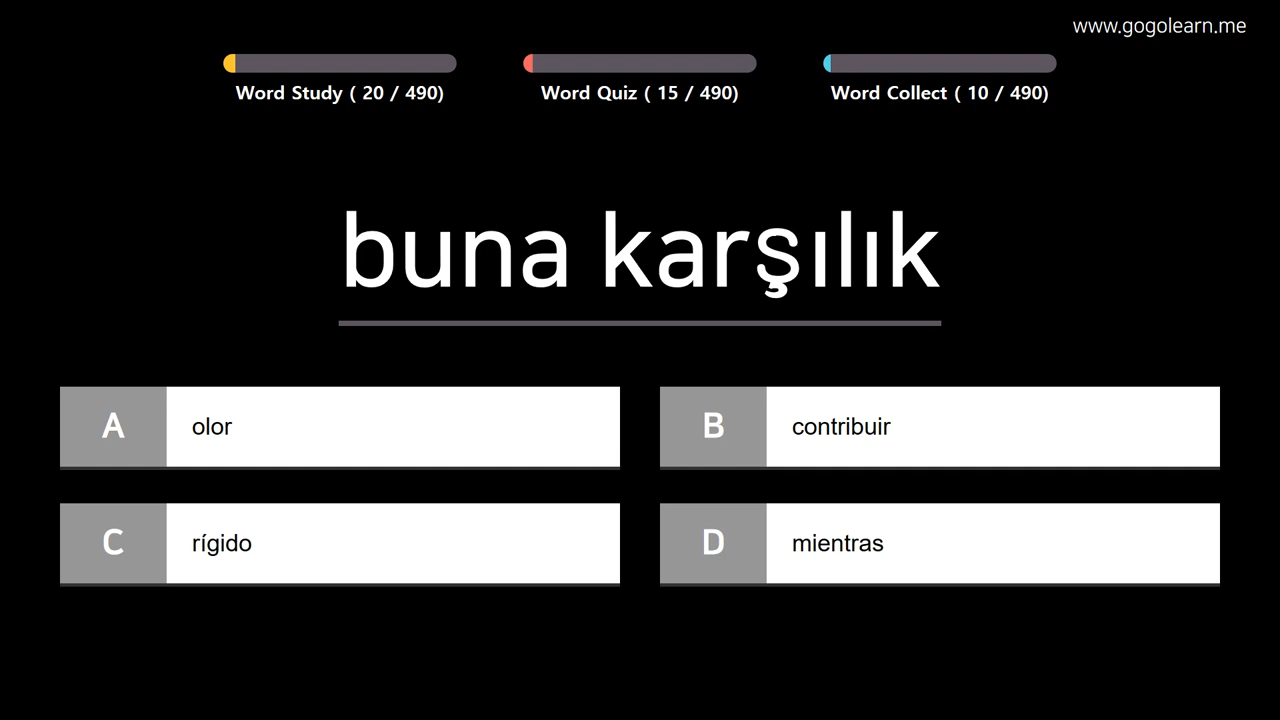 www.gogolearn.me
Word Study ( 20 / 490)
Word Quiz ( 15 / 490)
Word Collect ( 10 / 490)
buna karşılık
A olor
B contribuir
C rígido
D mientras